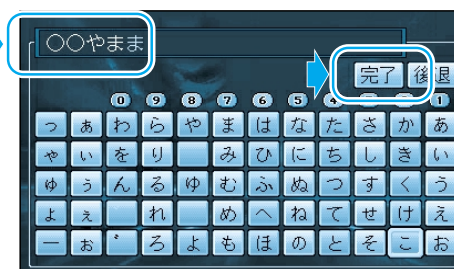 ○○やまま
完了 後退
0 9 8 7 6 5 4 1
っ ぁ わ ら や ま は な た さ か あ
ゃ ぃ を り み ひ に ち し き い
ゅ ぅ ん る ゆ む ふ ぬ つ す く う
ょ ぇ れ め へ ね て せ け え
ー ぉ ゛ ろ よ も ほ の と そ こ お